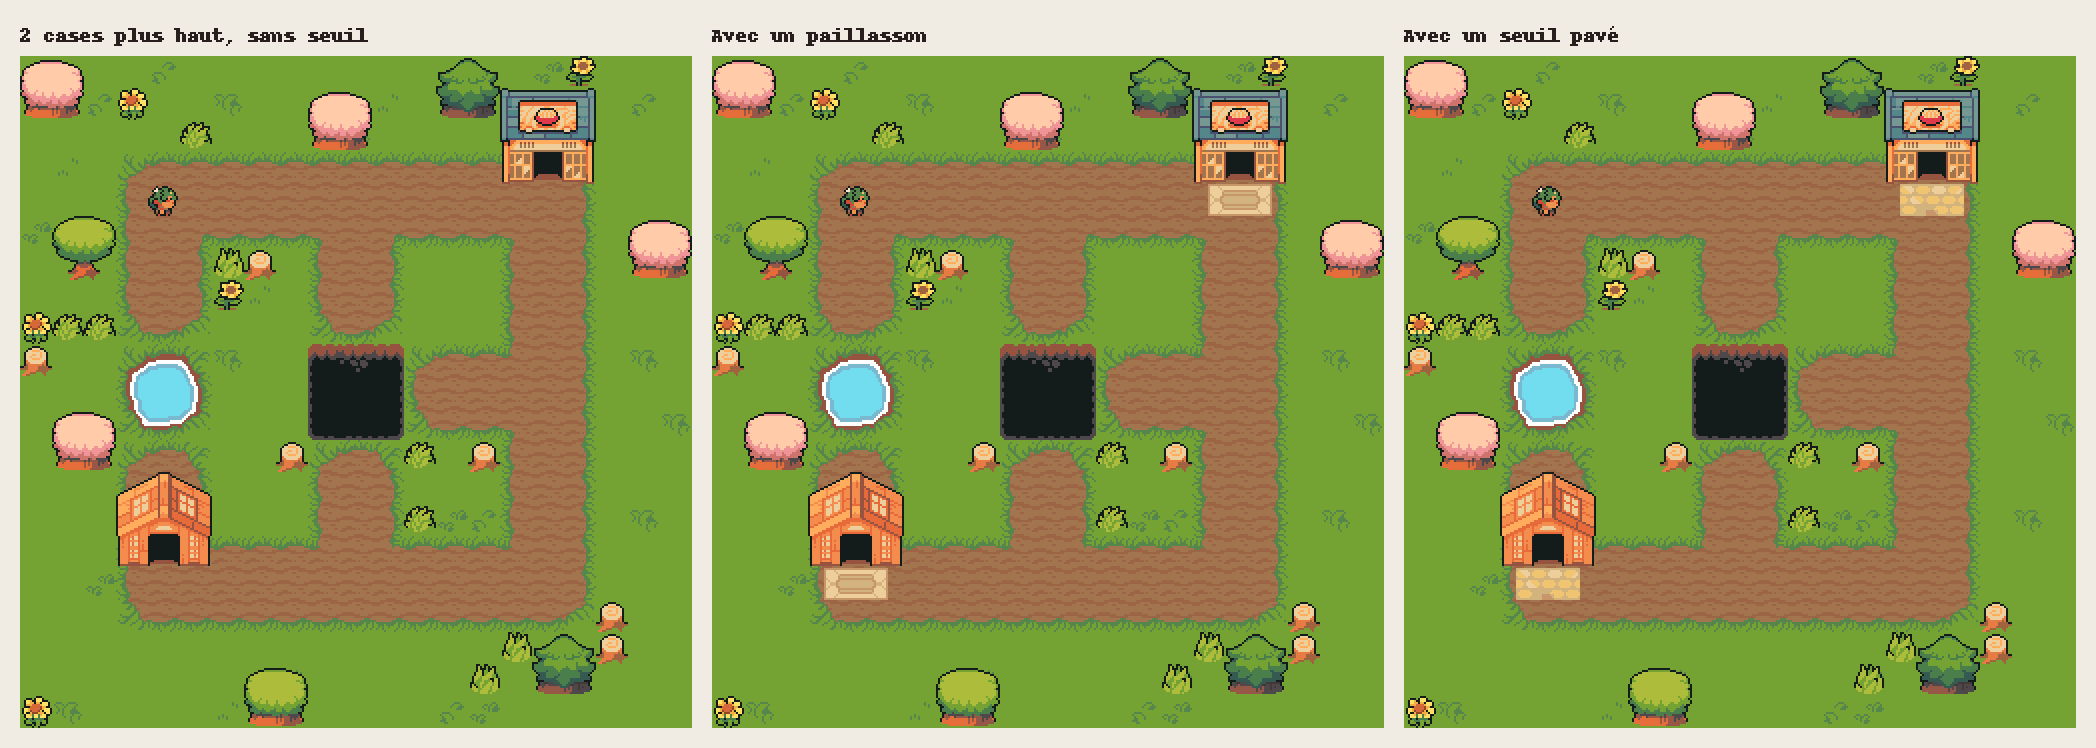 2 cases plus haut, sans seuil
Avec un paillasson
Avec un seuil pavé